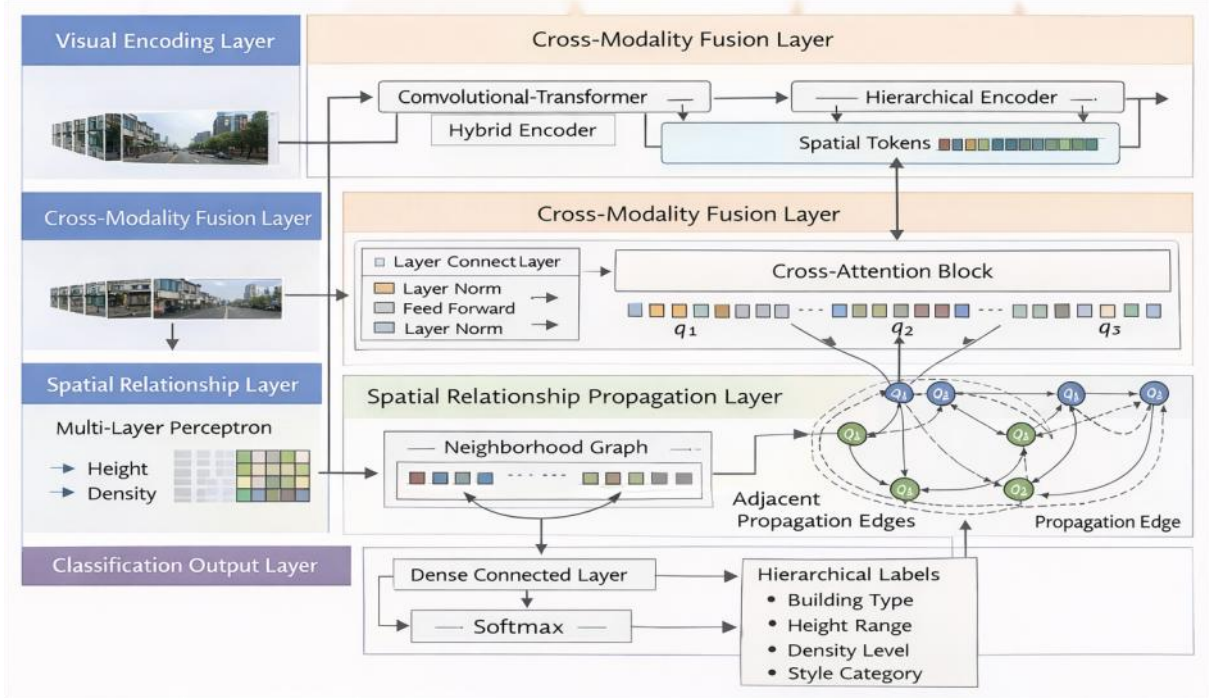 Visual Encoding Layer
Cross-Modality Fusion Layer
Comvolutional-Transformer
Hybrid Encoder
Hierarchical Encoder
Spatial Tokens
Cross-Modality Fusion Layer
Cross-Modality Fusion Layer
Layer Connect Layer
Layer Norm
Feed Forward
Layer Norm
Cross-Attention Block
q1
q2
q3
Spatial Relationship Layer
Multi-Layer Perceptron
Height
Density
Spatial Relationship Propagation Layer
Neighborhood Graph
Adjacent
Propagation Edges
Propagation Edge
Classification Output Layer
Dense Connected Layer
Softmax
Hierarchical Labels
• Building Type
• Height Range
• Density Level
• Style Category